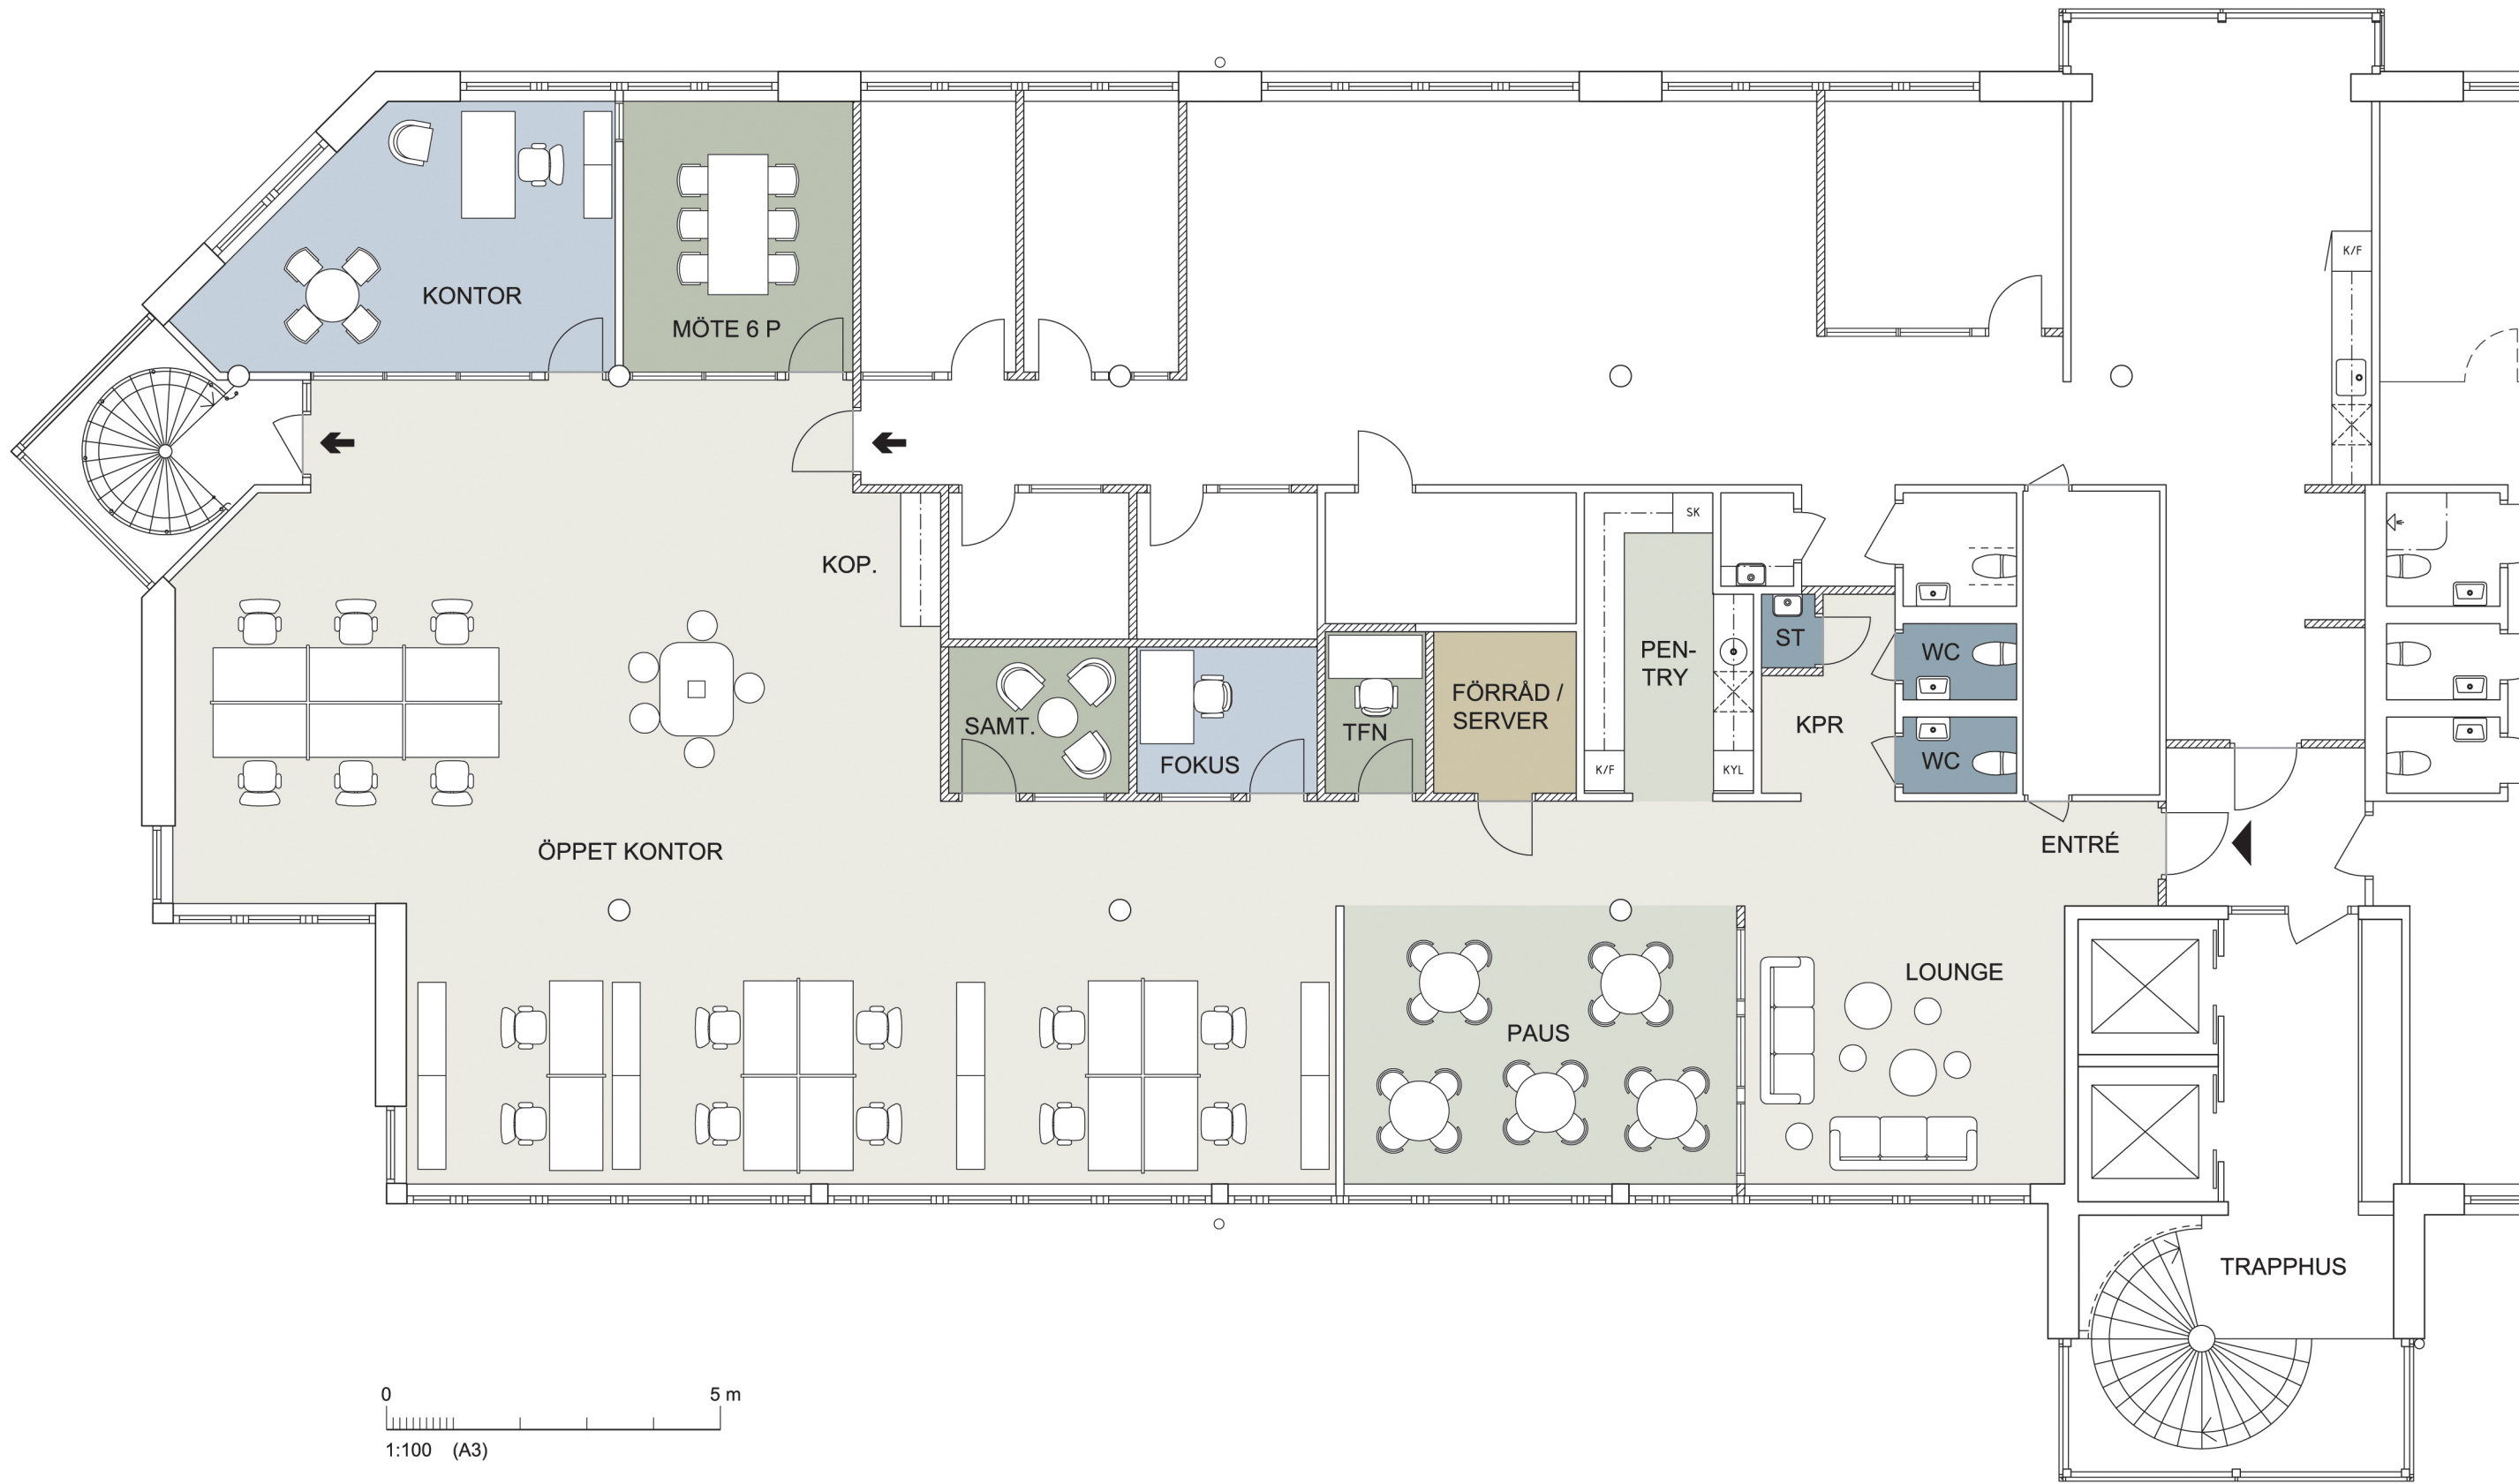 K/F
KONTOR
MÖTE 6 P
SK
KOP.
ST
WC
PEN-
TRY
FÖRRÅD /
SERVER
SAMT.
TFN
KPR
FOKUS
K/F
KYL
WC
ÖPPET KONTOR
ENTRÉ
LOUNGE
PAUS
TRAPPHUS
0 5 m
1:100 (A3)